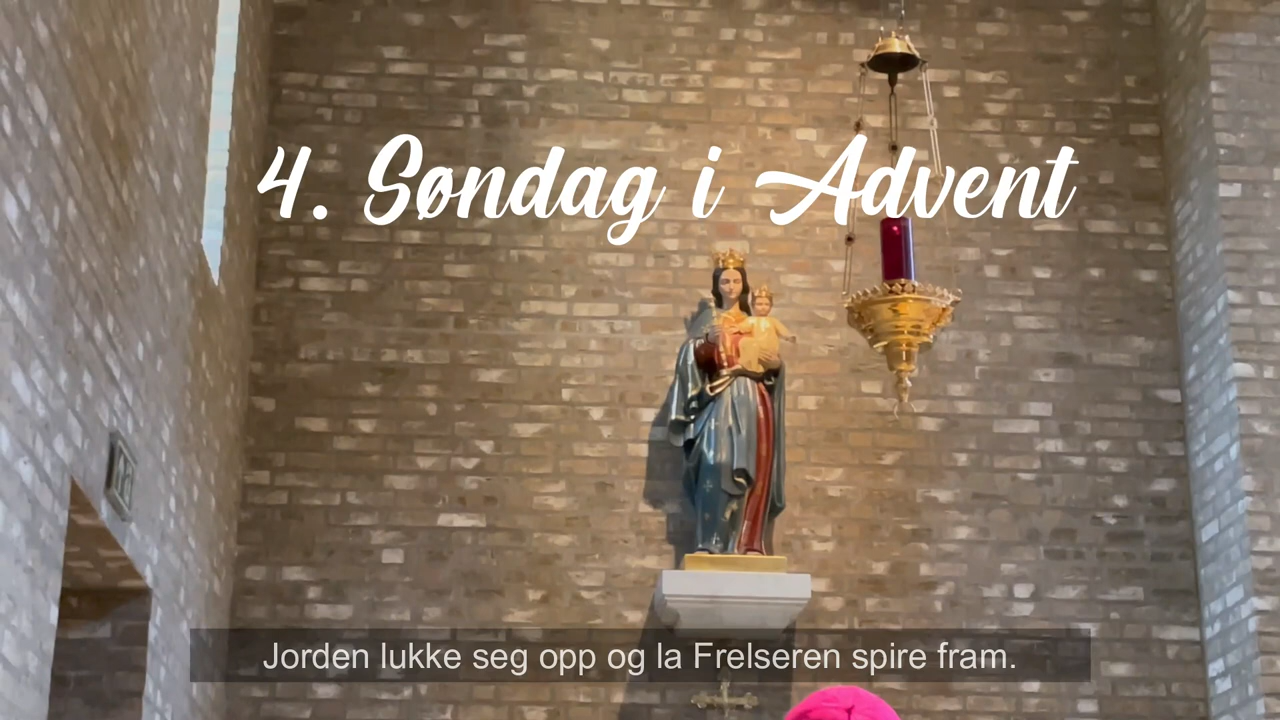 4. Søndag i Advent
Jorden lukke seg opp og la Frelseren spire fram.